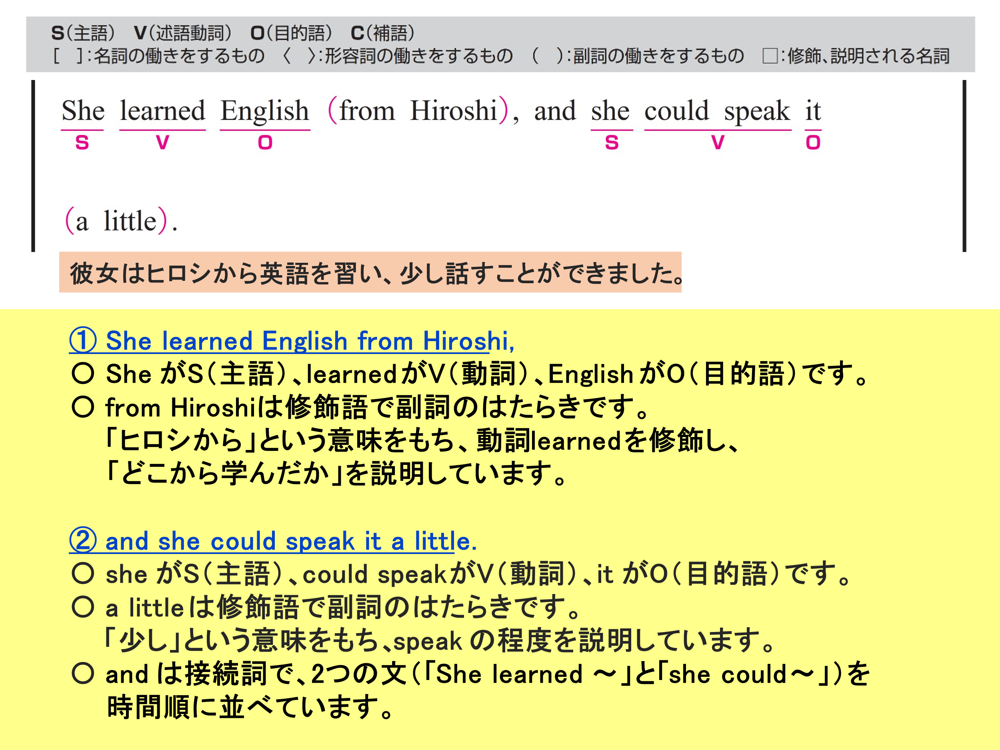 S（主語）　V（述語動詞）　O（目的語）　C（補語）
[　]：名詞の働きをするもの　〈　〉：形容詞の働きをするもの　（　）：副詞の働きをするもの　□：修飾、説明される名詞
She learned English (from Hiroshi), and she could speak it
S V O S V O
(a little).
彼女はヒロシから英語を習い、少し話すことができました。
① She learned English from Hiroshi,
○ She がS（主語）、learnedがV（動詞）、English がO（目的語）です。
○ from Hiroshiは修飾語で副詞のはたらきです。
「ヒロシから」という意味をもち、動詞learnedを修飾し、
「どこから学んだか」を説明しています。
② and she could speak it a little.
○ she がS（主語）、could speakがV（動詞）、it がO（目的語）です。
○ a littleは修飾語で副詞のはたらきです。
「少し」という意味をもち、speak の程度を説明しています。
○ and は接続詞で、2つの文（「She learned ～」と「she could～」）を
時間順に並べています。